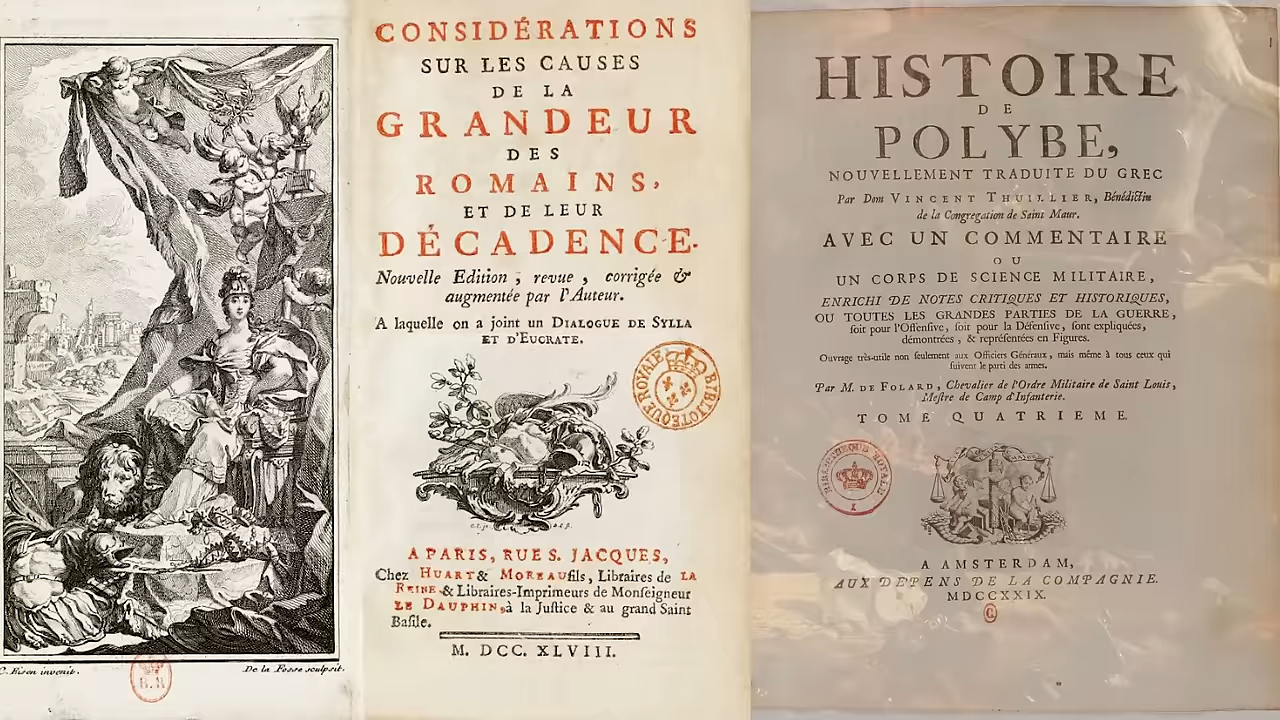 C. Eisen invenit.
De la Fosse sculpsit.
B.R
CONSIDÉRATIONS
SUR LES CAUSES
DE LA
GRANDEUR
DES
ROMAINS,
ET DE LEUR
DÉCADENCE.
Nouvelle Edition, revue, corrigée &
augmentée par l'Auteur.
A laquelle on a joint un DIALOGUE DE SYLLA
ET D'EUCRATE.
BIBLIOTEQUE ROYALE
A PARIS, RUE S. JACQUES,
Chez HUART & MOREAU fils, Libraires de LA
REINE & Libraires-Imprimeurs de Monseigneur
LE DAUPHIN, à la Justice & au grand Saint
Basile.
M. DCC. XLVIII.
HISTOIRE
DE
POLYBE,
NOUVELLEMENT TRADUITE DU GREC
Par Dom VINCENT THUILLIER, Bénédictin
de la Congregation de Saint Maur.
AVEC UN COMMENTAIRE
OU
UN CORPS DE SCIENCE MILITAIRE,
ENRICHI DE NOTES CRITIQUES ET HISTORIQUES,
OU TOUTES LES GRANDES PARTIES DE LA GUERRE,
soit pour l'Offensive, soit pour la Défensive, sont expliquées,
démontrées, & représentées en Figures.
Ouvrage très-utile non seulement aux Officiers Généraux, mais même à tous ceux qui
suivent le parti des armes.
Par M. DE FOLARD, Chevalier de l'Ordre Militaire de Saint Louis,
Mestre de Camp d'Infanterie.
TOME QUATRIEME.
BIBLIOTHEQUE ROYALE
I
A AMSTERDAM,
AUX DEPENS DE LA COMPAGNIE.
MDCCXXIX.
C